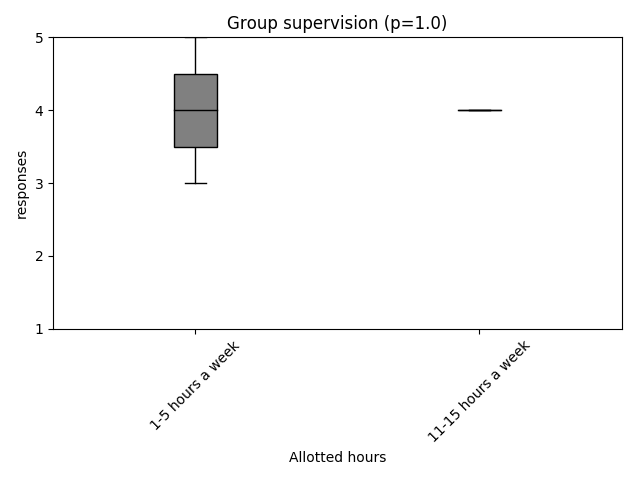 Group supervision (p=1.0)
5
4
3
2
1
responses
1-5 hours a week
11-15 hours a week
Allotted hours